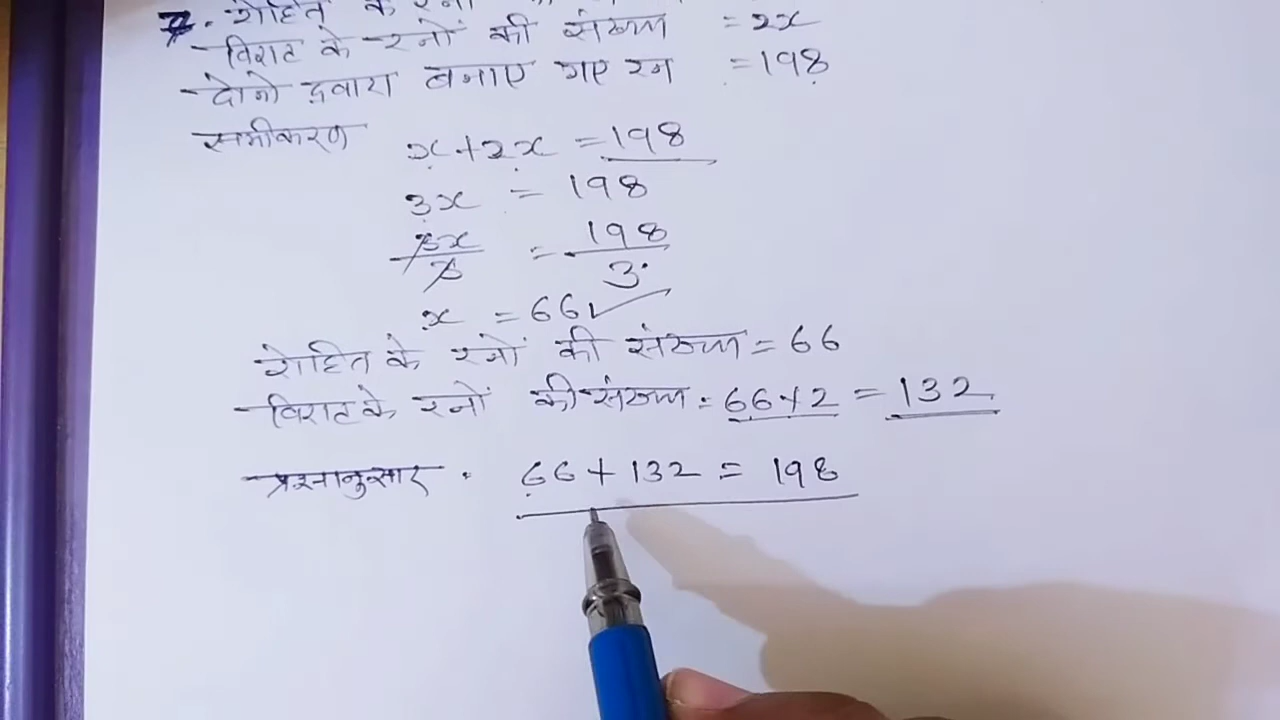 7. रोहित के रनों
विराट के रनों की संख्या = 2x
दोनो द्वारा बनाए गए रन = 198
समीकरण x + 2x = 198
3x = 198
3x/3 = 198/3
x = 66 ✓
रोहित के रनों की संख्या = 66
विराट के रनों की संख्या = 66 × 2 = 132
प्रश्नानुसार. 66 + 132 = 198